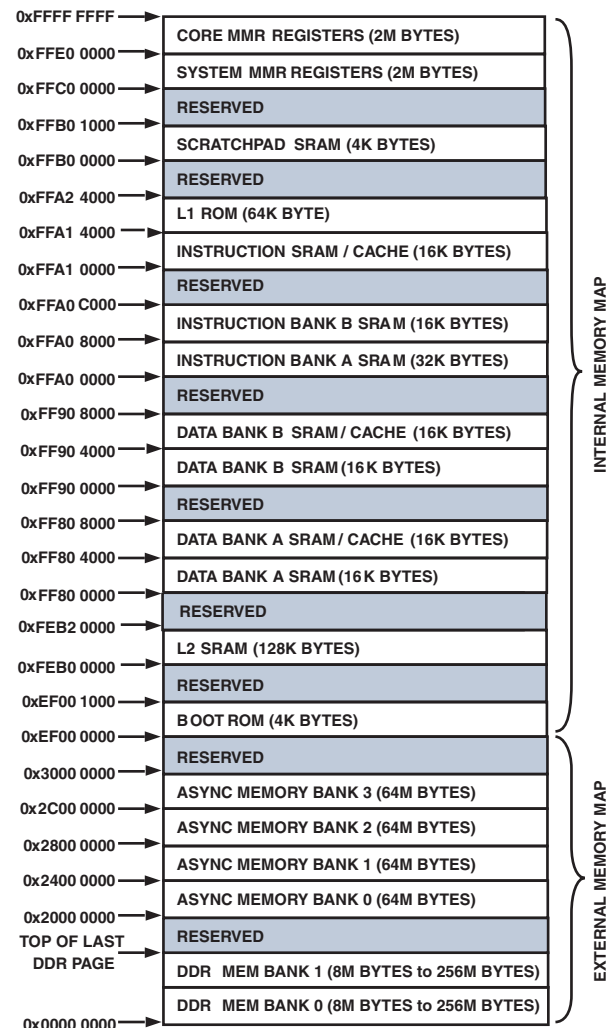 0xFFFF FFFF
CORE MMR REGISTERS (2M BYTES)
0xFFE0 0000
SYSTEM MMR REGISTERS (2M BYTES)
0xFFC0 0000
RESERVED
0xFFB0 1000
SCRATCHPAD SRAM (4K BYTES)
0xFFB0 0000
RESERVED
0xFFA2 4000
L1 ROM (64K BYTE)
0xFFA1 4000
INSTRUCTION SRAM / CACHE (16K BYTES)
0xFFA1 0000
RESERVED
0xFFA0 C000
INSTRUCTION BANK B SRAM (16K BYTES)
0xFFA0 8000
INSTRUCTION BANK A SRAM (32K BYTES)
0xFFA0 0000
RESERVED
0xFF90 8000
DATA BANK B SRAM / CACHE (16K BYTES)
0xFF90 4000
DATA BANK B SRAM (16K BYTES)
0xFF90 0000
RESERVED
0xFF80 8000
DATA BANK A SRAM / CACHE (16K BYTES)
0xFF80 4000
DATA BANK A SRAM (16K BYTES)
0xFF80 0000
RESERVED
0xFEB2 0000
L2 SRAM (128K BYTES)
0xFEB0 0000
RESERVED
0xEF00 1000
BOOT ROM (4K BYTES)
0xEF00 0000
RESERVED
0x3000 0000
ASYNC MEMORY BANK 3 (64M BYTES)
0x2C00 0000
ASYNC MEMORY BANK 2 (64M BYTES)
0x2800 0000
ASYNC MEMORY BANK 1 (64M BYTES)
0x2400 0000
ASYNC MEMORY BANK 0 (64M BYTES)
0x2000 0000
RESERVED
TOP OF LAST
DDR PAGE
DDR MEM BANK 1 (8M BYTES to 256M BYTES)
DDR MEM BANK 0 (8M BYTES to 256M BYTES)
0x0000 0000
INTERNAL MEMORY MAP
EXTERNAL MEMORY MAP